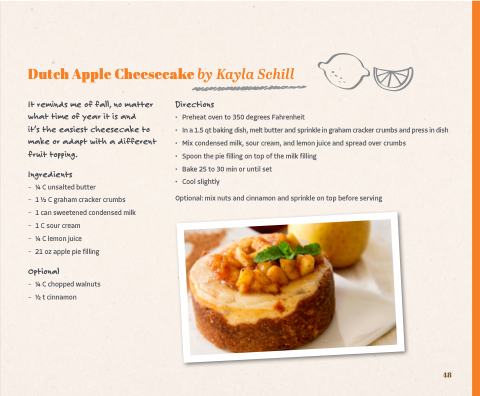 Dutch Apple Cheesecake by Kayla Schill
It reminds me of fall, no matter
what time of year it is and
it's the easiest cheesecake to
make or adapt with a different
fruit topping.
Ingredients
- ¼ C unsalted butter
- 1 ½ C graham cracker crumbs
- 1 can sweetened condensed milk
- 1 C sour cream
- ¼ C lemon juice
- 21 oz apple pie filling
Optional
- ¼ C chopped walnuts
- ½ t cinnamon
Directions
• Preheat oven to 350 degrees Fahrenheit
• In a 1.5 qt baking dish, melt butter and sprinkle in graham cracker crumbs and press in dish
• Mix condensed milk, sour cream, and lemon juice and spread over crumbs
• Spoon the pie filling on top of the milk filling
• Bake 25 to 30 min or until set
• Cool slightly
Optional: mix nuts and cinnamon and sprinkle on top before serving
48